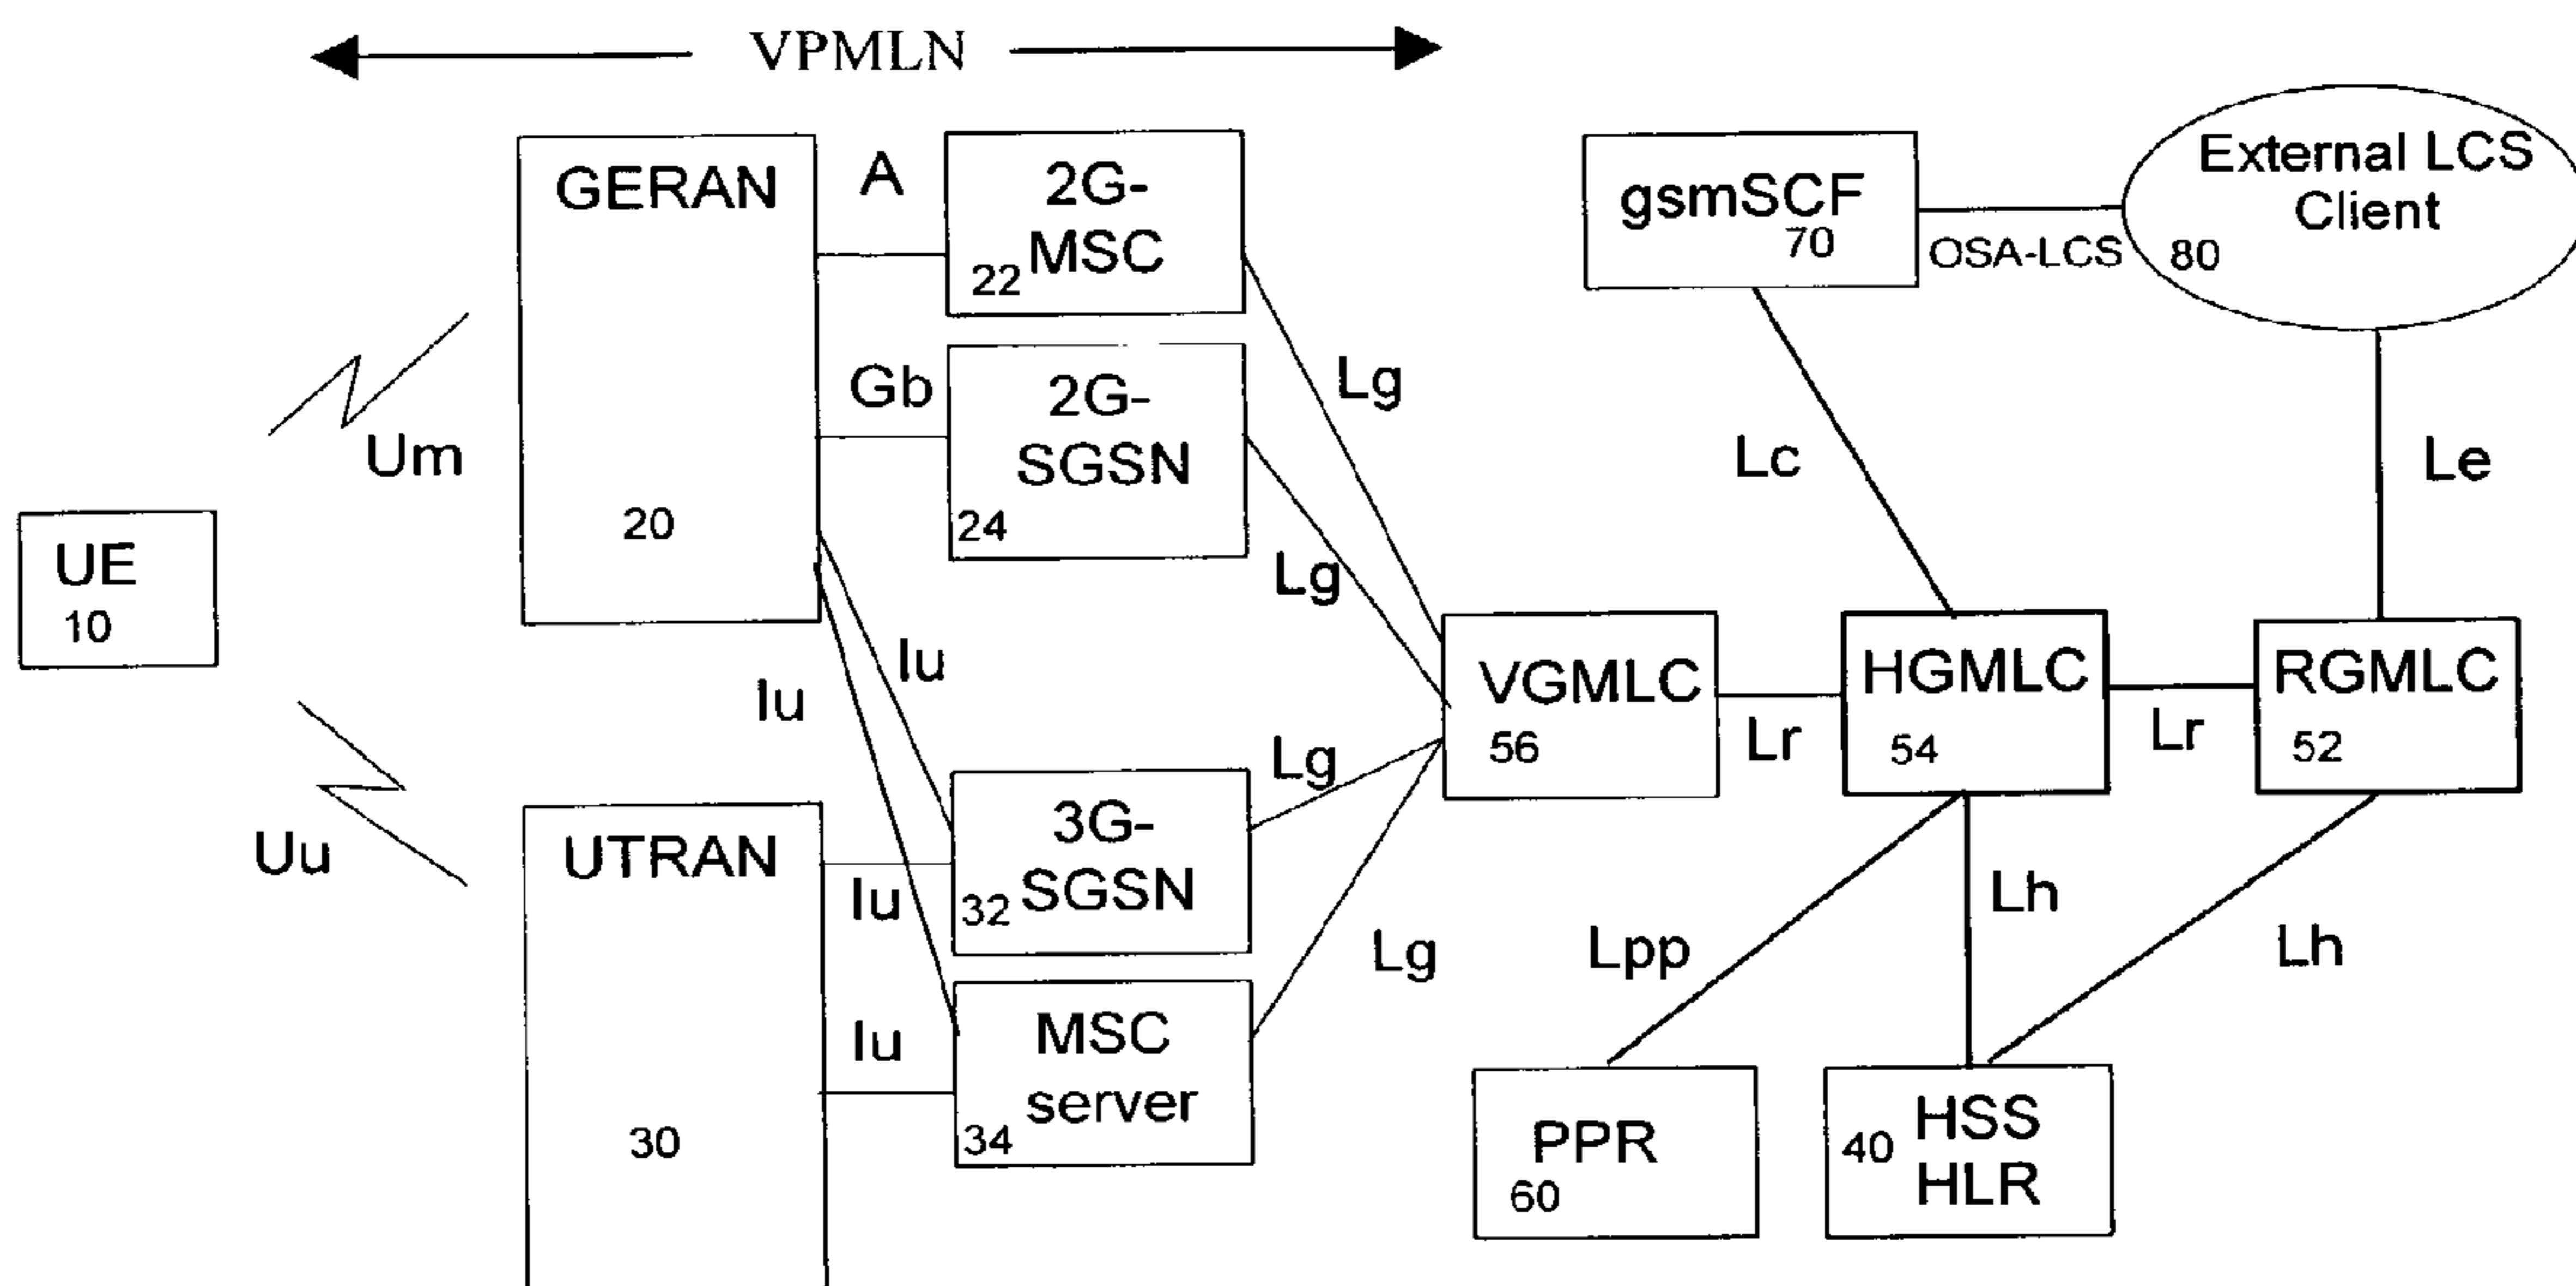 VPMLN
GERAN
20
A
2G-
MSC
22
Gb
2G-
SGSN
24
Um
UE
10
Uu
Iu
Iu
UTRAN
30
Iu
3G-
SGSN
32
Iu
MSC
server
34
Lg
Lg
Lg
Lg
VGMLC
56
Lr
HGMLC
54
Lr
RGMLC
52
gsmSCF
70
OSA-LCS
External LCS
Client
80
Lc
Le
Lpp
Lh
Lh
PPR
60
HSS
HLR
40